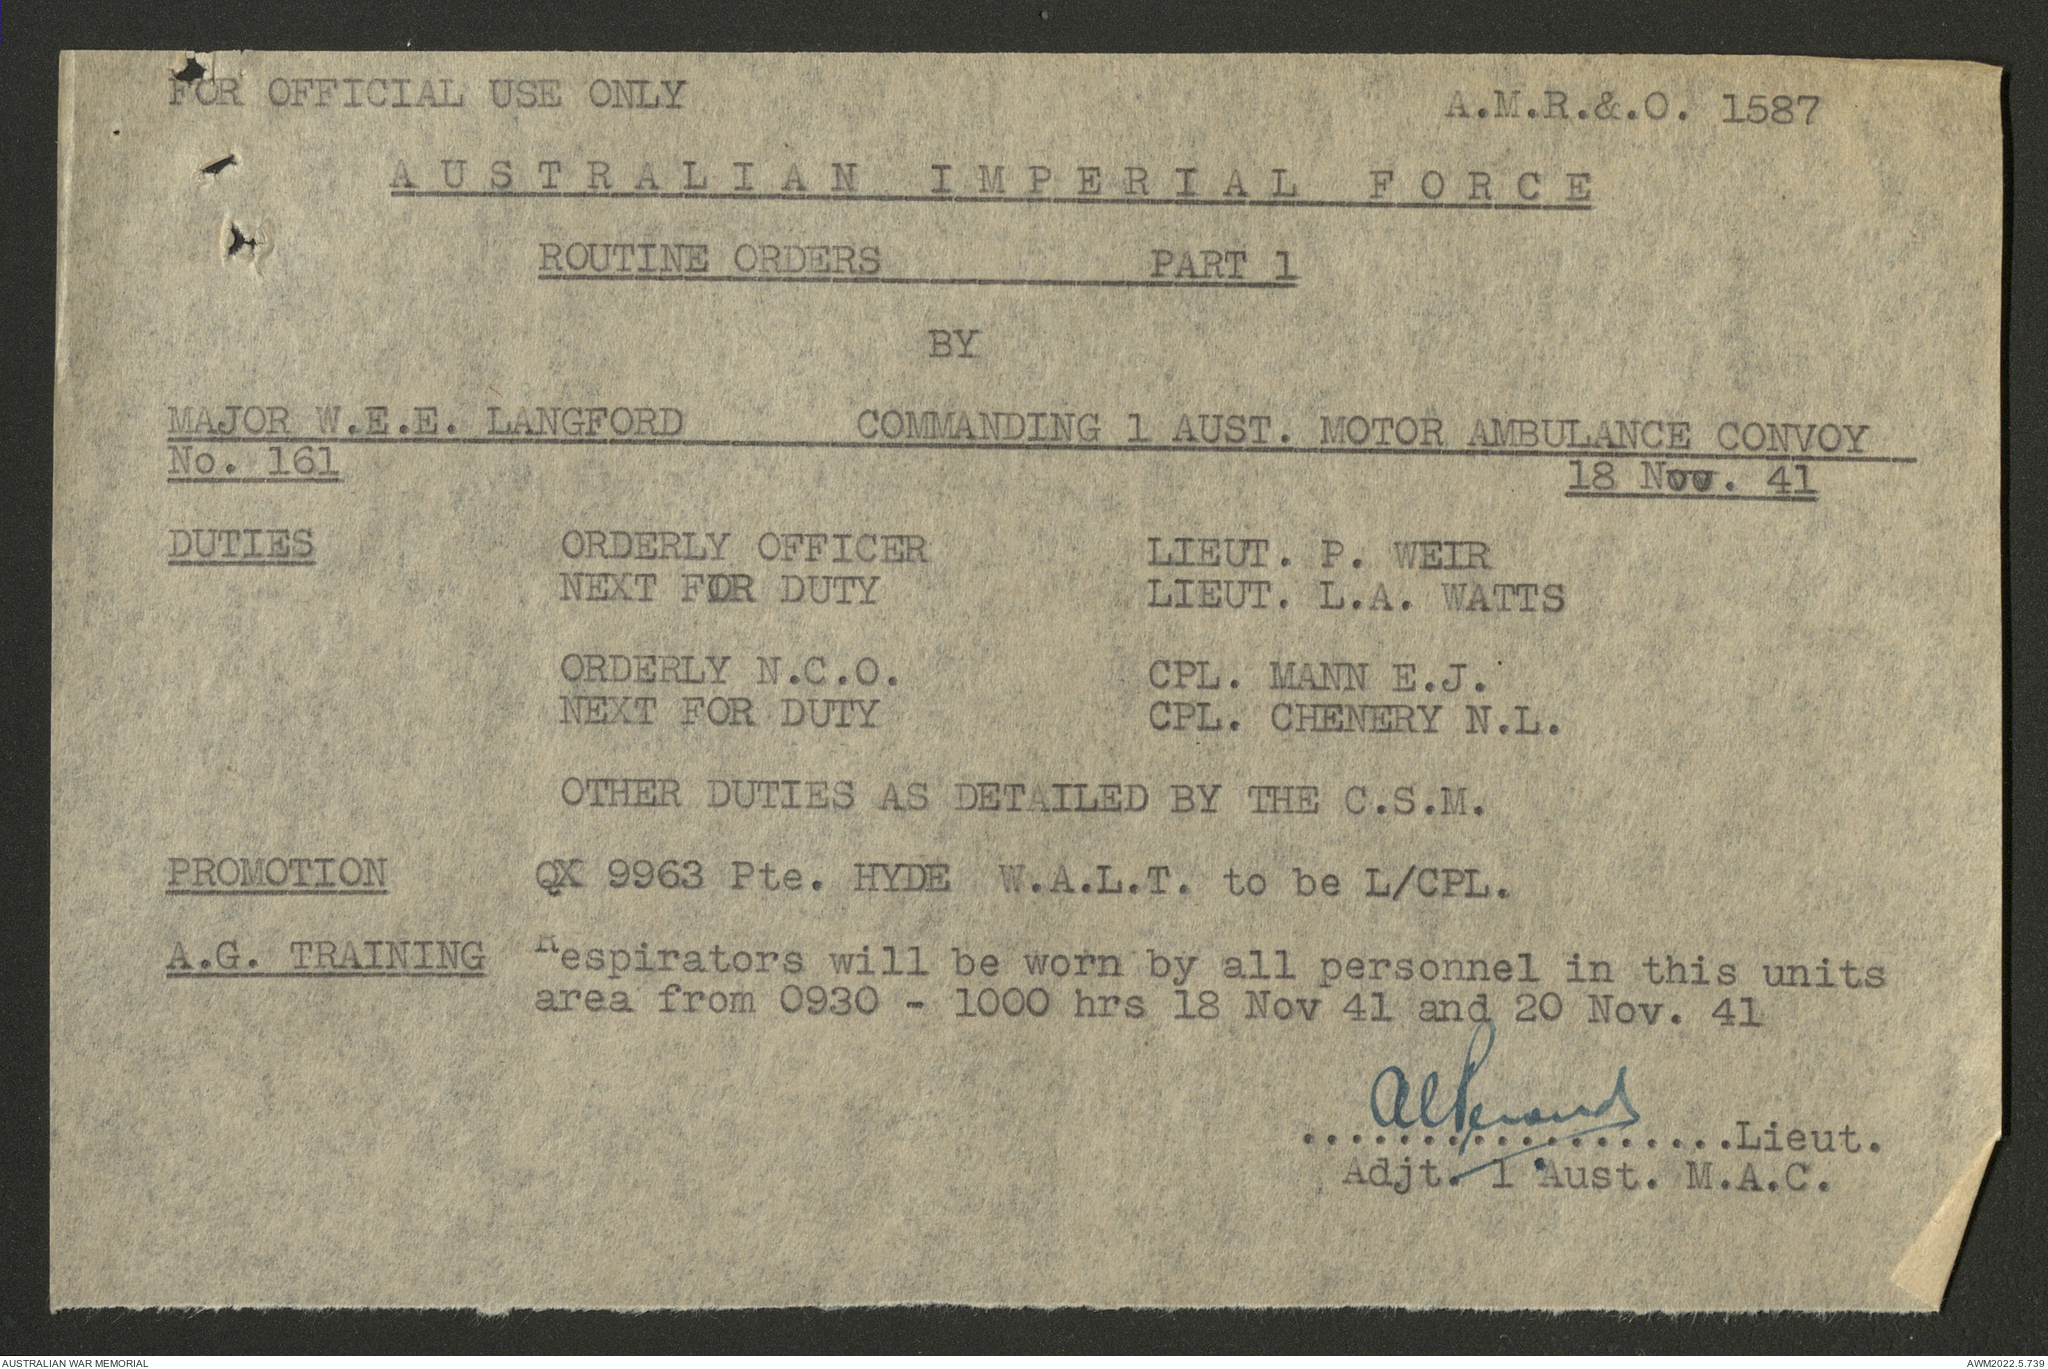 FOR OFFICIAL USE ONLY
A.M.R.&.O. 1587
AUSTRALIAN IMPERIAL FORCE
ROUTINE ORDERS PART 1
BY
MAJOR W.E.E. LANGFORD COMMANDING 1 AUST. MOTOR AMBULANCE CONVOY
No. 161 18 Nov. 41
DUTIES ORDERLY OFFICER LIEUT. P. WEIR
NEXT FOR DUTY LIEUT. L.A. WATTS
ORDERLY N.C.O. CPL. MANN E.J.
NEXT FOR DUTY CPL. CHENERY N.L.
OTHER DUTIES AS DETAILED BY THE C.S.M.
PROMOTION QX 9963 Pte. HYDE W.A.L.T. to be L/CPL.
A.G. TRAINING Respirators will be worn by all personnel in this units
area from 0930 - 1000 hrs 18 Nov 41 and 20 Nov. 41
..................Lieut.
Adjt. 1 Aust. M.A.C.
AUSTRALIAN WAR MEMORIAL
AWM2022.5.739